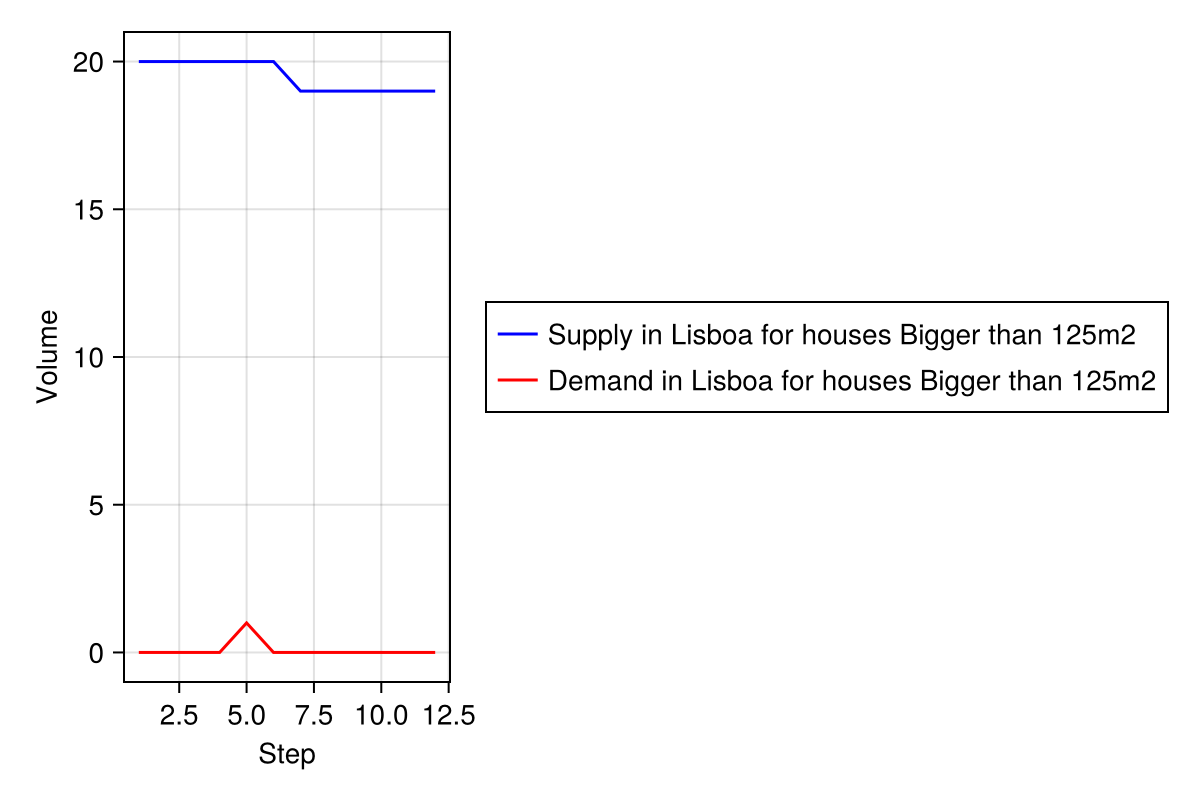 20
15
10
5
0
Volume
2.5 5.0 7.5 10.0 12.5
Step
Supply in Lisboa for houses Bigger than 125m2
Demand in Lisboa for houses Bigger than 125m2